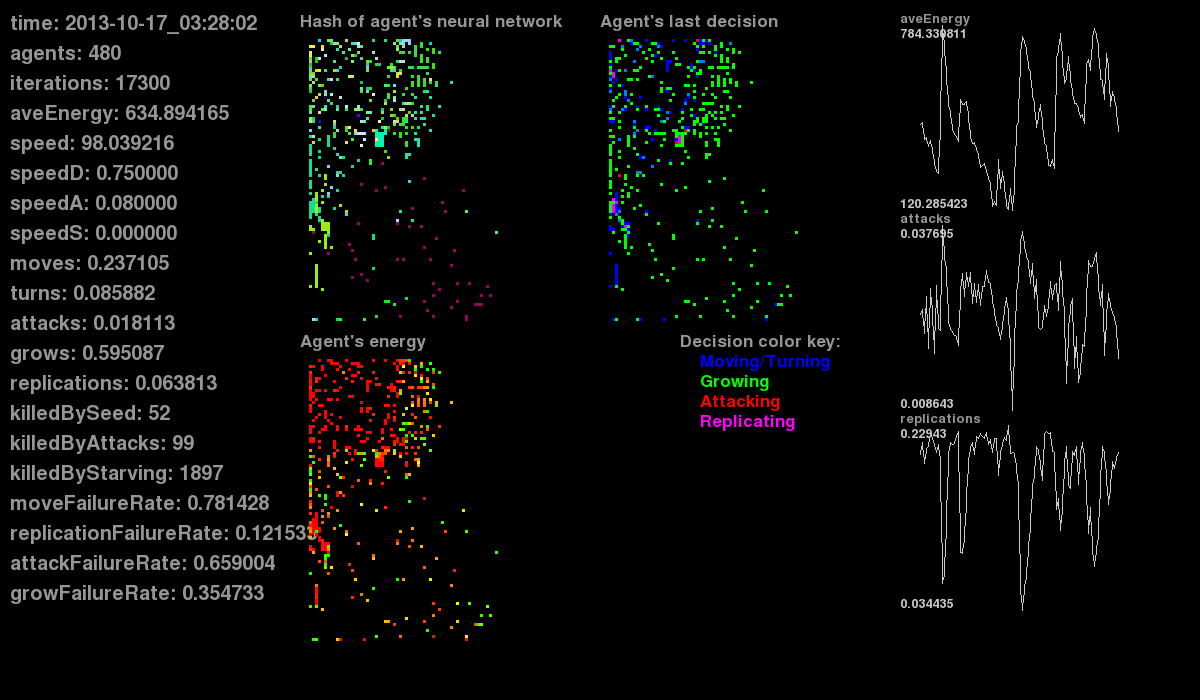 time: 2013-10-17_03:28:02
agents: 480
iterations: 17300
aveEnergy: 634.894165
speed: 98.039216
speedD: 0.750000
speedA: 0.080000
speedS: 0.000000
moves: 0.237105
turns: 0.085882
attacks: 0.018113
grows: 0.595087
replications: 0.063813
killedBySeed: 52
killedByAttacks: 99
killedByStarving: 1897
moveFailureRate: 0.781428
replicationFailureRate: 0.121533
attackFailureRate: 0.659004
growFailureRate: 0.354733
Hash of agent's neural network
Agent's last decision
Agent's energy
Decision color key:
Moving/Turning
Growing
Attacking
Replicating
aveEnergy
784.330811
120.285423
attacks
0.037695
0.008643
replications
0.22943
0.034435